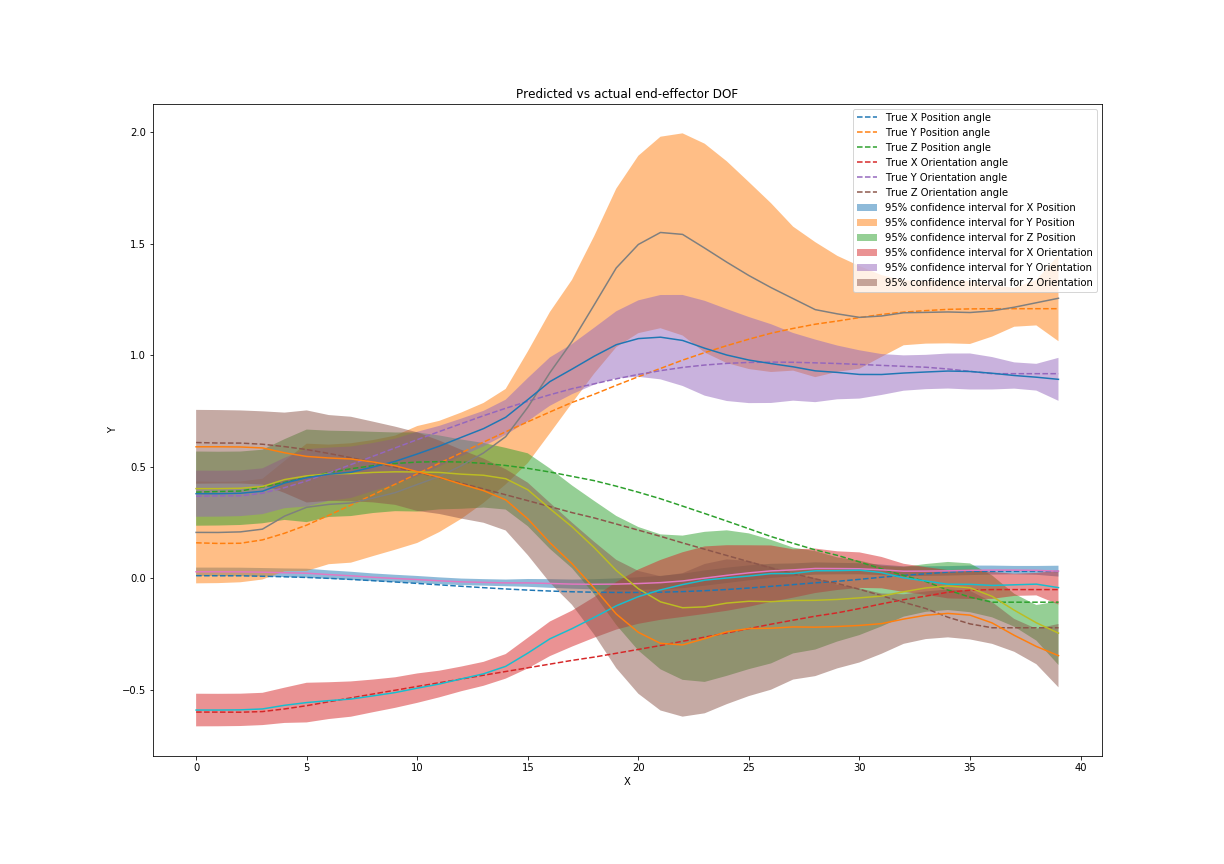 Predicted vs actual end-effector DOF
True X Position angle
True Y Position angle
True Z Position angle
True X Orientation angle
True Y Orientation angle
True Z Orientation angle
95% confidence interval for X Position
95% confidence interval for Y Position
95% confidence interval for Z Position
95% confidence interval for X Orientation
95% confidence interval for Y Orientation
95% confidence interval for Z Orientation
2.0
1.5
1.0
Y
0.5
0.0
−0.5
0 5 10 15 20 25 30 35 40
X